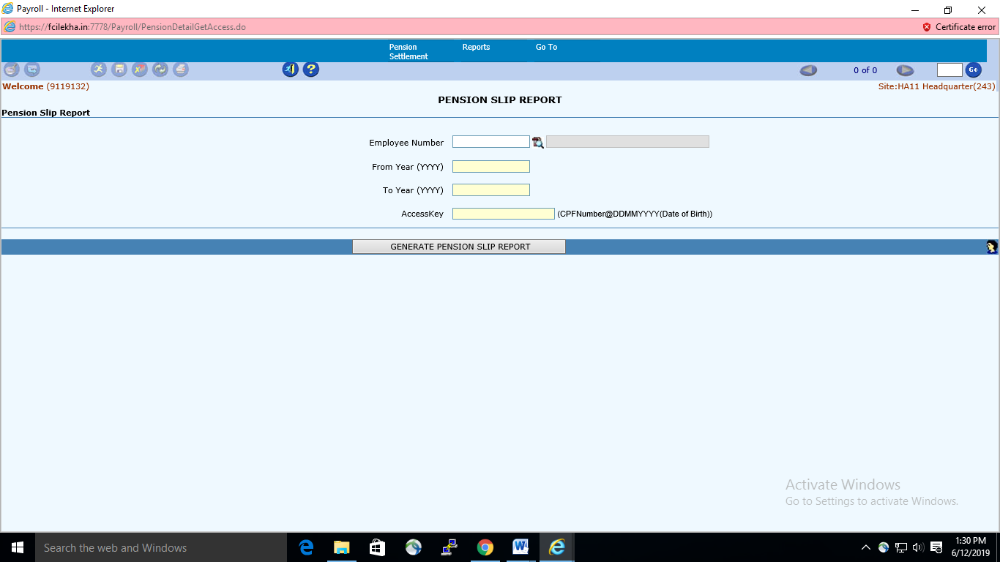 Payroll - Internet Explorer
https://fcilekha.in:7778/Payroll/PensionDetailGetAccess.do
Certificate error
Pension Settlement
Reports
Go To
0 of 0
Go
Welcome (9119132)
Site:HA11 Headquarter(243)
PENSION SLIP REPORT
Pension Slip Report
Employee Number
From Year (YYYY)
To Year (YYYY)
AccessKey
(CPFNumber@DDMMYYYY(Date of Birth))
GENERATE PENSION SLIP REPORT
Activate Windows
Go to Settings to activate Windows.
Search the web and Windows
1:30 PM
6/12/2019